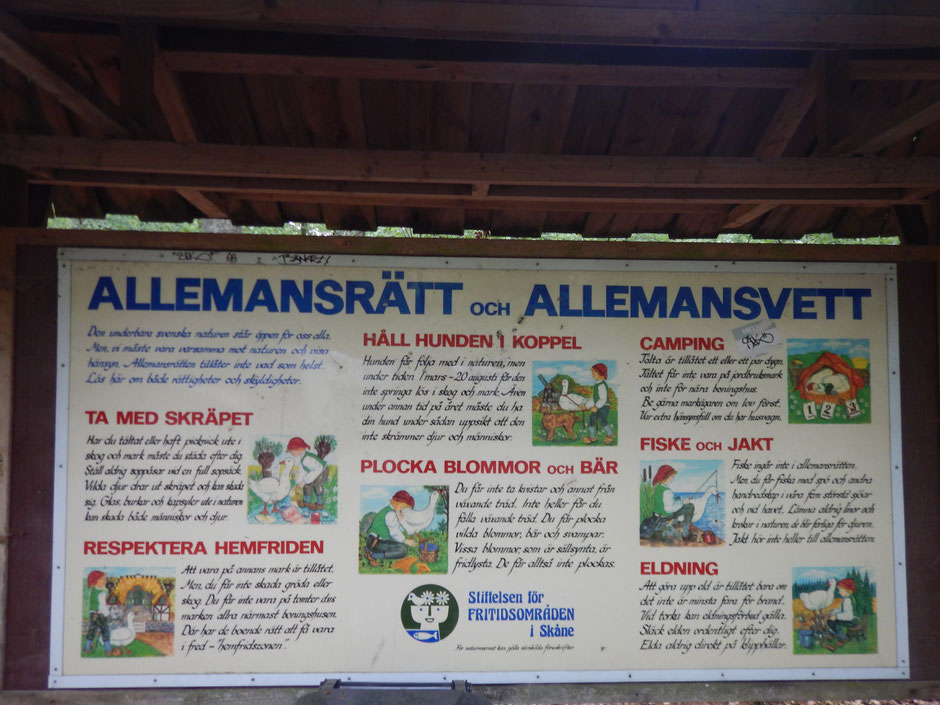 ALLEMANSRÄTT OCH ALLEMANSVETT
Den underbara svenska naturen står öppen för oss alla.
Men, vi måste vara varsamma mot naturen och visa
hänsyn. Allemansrätten tillåter inte vad som helst.
Läs här om både rättigheter och skyldigheter.
TA MED SKRÄPET
Har du tältat eller haft picknick ute i
skog och mark måste du städa efter dig.
Ställ aldrig soppåsar vid en full sopsäck.
Vilda djur drar ut skräpet och kan skada
sig. Glas, burkar och kapsyler ute i naturen
kan skada både människor och djur.
RESPEKTERA HEMFRIDEN
Att vara på annans mark är tillåtet.
Men, du får inte skada gröda eller
skog. Du får inte vara på tomter dvs
marken allra närmast boningshusen.
Där har de boende rätt att få vara
i fred - "hemfridszonen".
HÅLL HUNDEN I KOPPEL
Hunden får följa med i naturen, men
under tiden 1 mars - 20 augusti får den
inte springa lös i skog och mark. Även
under annan tid på året måste du ha
din hund under sådan uppsikt att den
inte skrämmer djur och människor.
PLOCKA BLOMMOR OCH BÄR
Du får inte ta kvistar och annat från
växande träd. Inte heller får du
fälla växande träd. Du får plocka
vilda blommor, bär och svampar.
Vissa blommor, som är sällsynta, är
fridlysta. De får alltså inte plockas.
Stiftelsen för
FRITIDSOMRÅDEN
i Skåne
För naturreservat kan gälla särskilda föreskrifter
CAMPING
Tälta är tillåtet ett eller ett par dygn.
Tältet får inte vara på jordbruksmark
och inte för nära boningshus.
Be gärna markägaren om lov först.
Var extra hänsynsfull om du har husvagn.
1 2 3
FISKE OCH JAKT
Fiske ingår inte i allemansrätten.
Men, du får fiska med spö och andra
handredskap i våra fem största sjöar
och vid havet. Lämna aldrig linor och
krokar i naturen, de blir farliga för djuren.
Jakt hör inte heller till allemansrätten.
ELDNING
Att göra upp eld är tillåtet bara om
det inte är minsta fara för brand.
Vid torka kan eldningsförbud gälla.
Släck elden ordentligt efter dig.
Elda aldrig direkt på klipphällar.